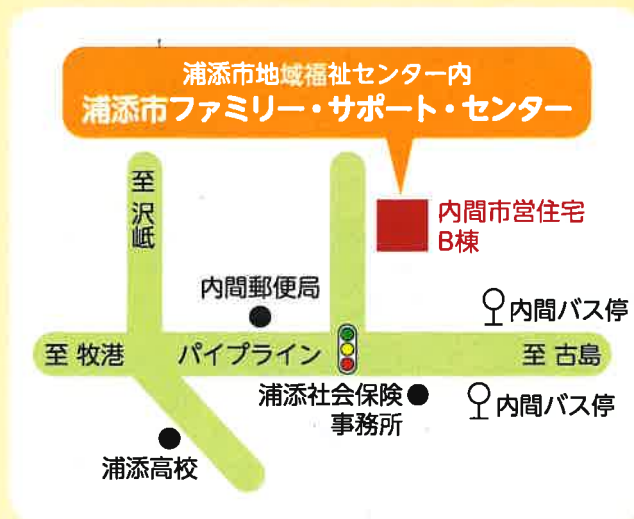 浦添市地域福祉センター内
浦添市ファミリー・サポート・センター
至
沢岻
内間市営住宅
B棟
内間郵便局
内間バス停
至 牧港
パイプライン
至 古島
浦添社会保険
事務所
内間バス停
浦添高校